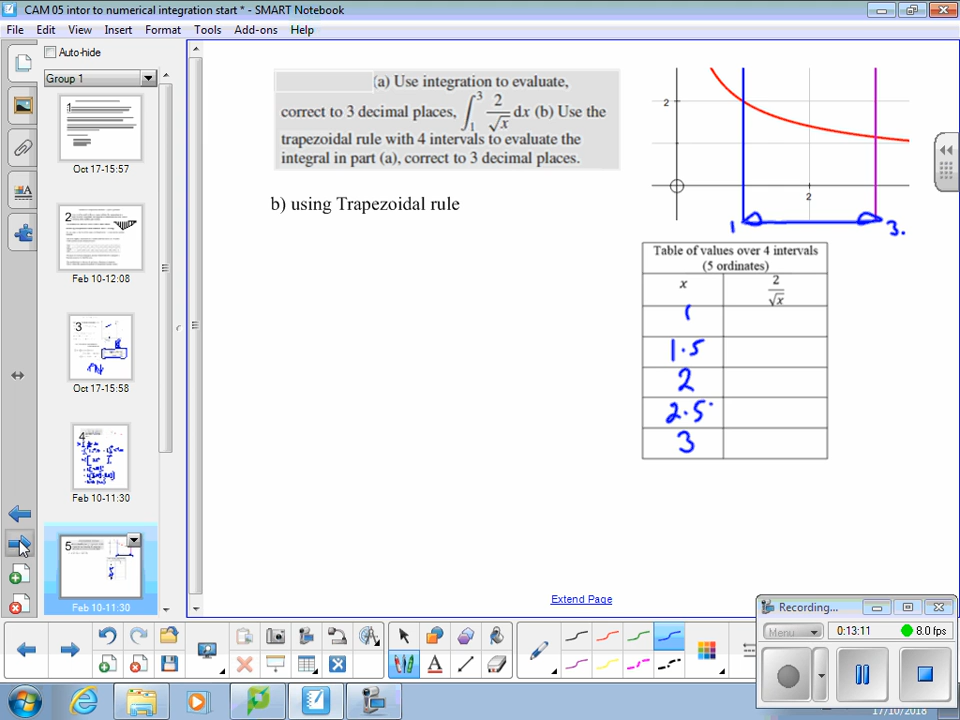 CAM 05 intor to numerical integration start * - SMART Notebook
File Edit View Insert Format Tools Add-ons Help
Auto-hide
Group 1
1
Oct 17-15:57
2
Feb 10-12:08
3
Oct 17-15:58
4
Feb 10-11:30
5
Feb 10-11:30
(a) Use integration to evaluate,
correct to 3 decimal places, ∫₁³ 2/√x dx (b) Use the
trapezoidal rule with 4 intervals to evaluate the
integral in part (a), correct to 3 decimal places.
b) using Trapezoidal rule
2
2
1
3.
Table of values over 4 intervals
(5 ordinates)
x 2/√x
1
1.5
2
2.5
3
Extend Page
Recording...
Menu
0:13:11 8.0 fps
17/10/2018